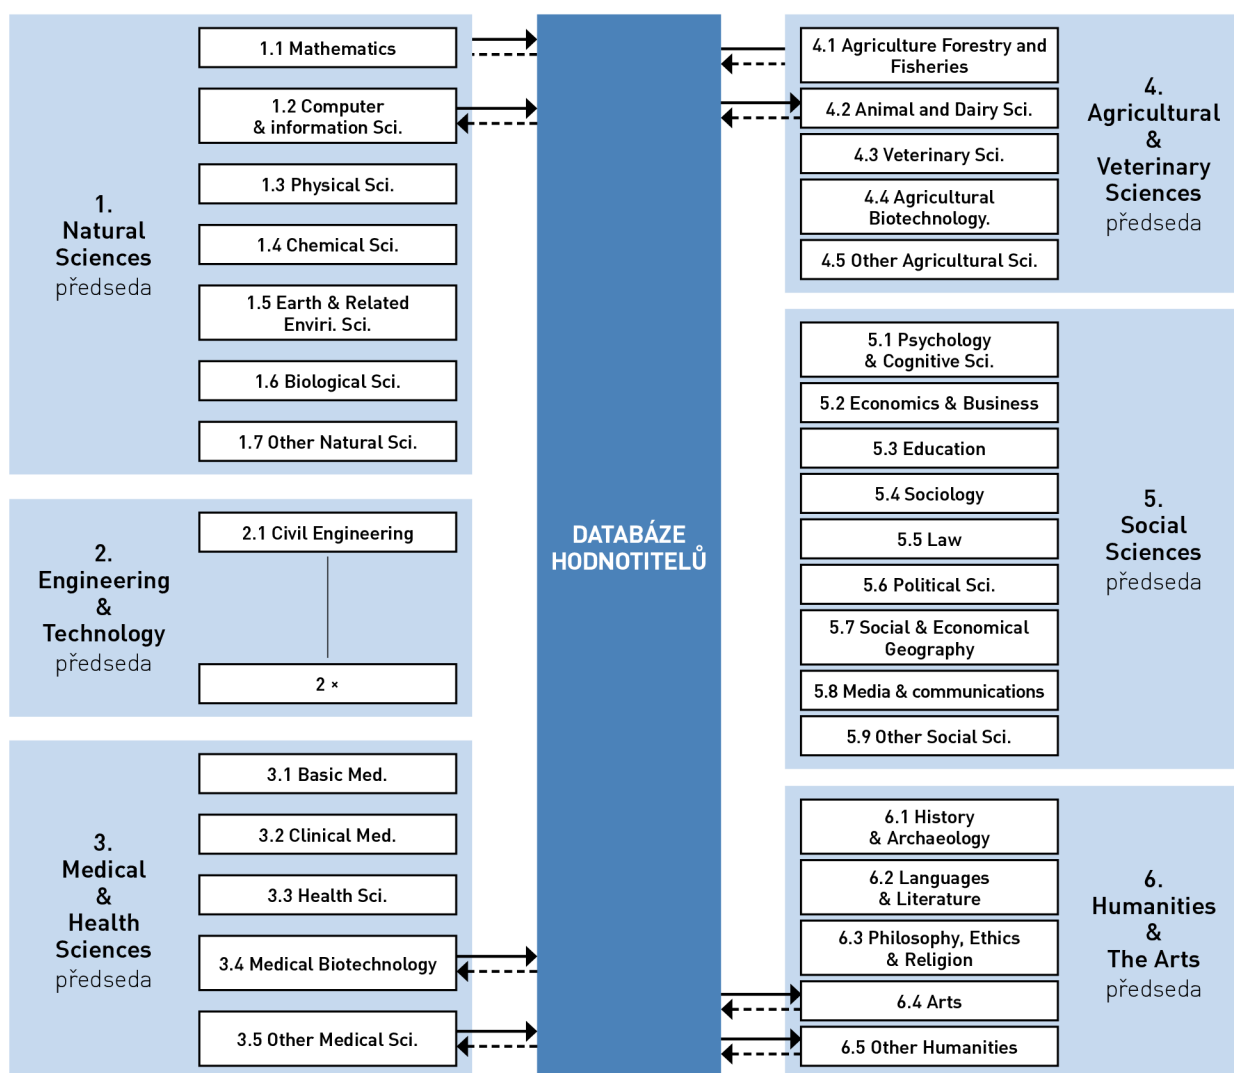 1.
Natural
Sciences
předseda
1.1 Mathematics
1.2 Computer
& information Sci.
1.3 Physical Sci.
1.4 Chemical Sci.
1.5 Earth & Related
Enviri. Sci.
1.6 Biological Sci.
1.7 Other Natural Sci.
2.
Engineering
&
Technology
předseda
2.1 Civil Engineering
2 ×
3.
Medical
&
Health
Sciences
předseda
3.1 Basic Med.
3.2 Clinical Med.
3.3 Health Sci.
3.4 Medical Biotechnology
3.5 Other Medical Sci.
DATABÁZE
HODNOTITELŮ
4.1 Agriculture Forestry and
Fisheries
4.2 Animal and Dairy Sci.
4.3 Veterinary Sci.
4.4 Agricultural
Biotechnology.
4.5 Other Agricultural Sci.
4.
Agricultural
&
Veterinary
Sciences
předseda
5.1 Psychology
& Cognitive Sci.
5.2 Economics & Business
5.3 Education
5.4 Sociology
5.5 Law
5.6 Political Sci.
5.7 Social & Economical
Geography
5.8 Media & communications
5.9 Other Social Sci.
5.
Social
Sciences
předseda
6.1 History
& Archaeology
6.2 Languages
& Literature
6.3 Philosophy, Ethics
& Religion
6.4 Arts
6.5 Other Humanities
6.
Humanities
&
The Arts
předseda